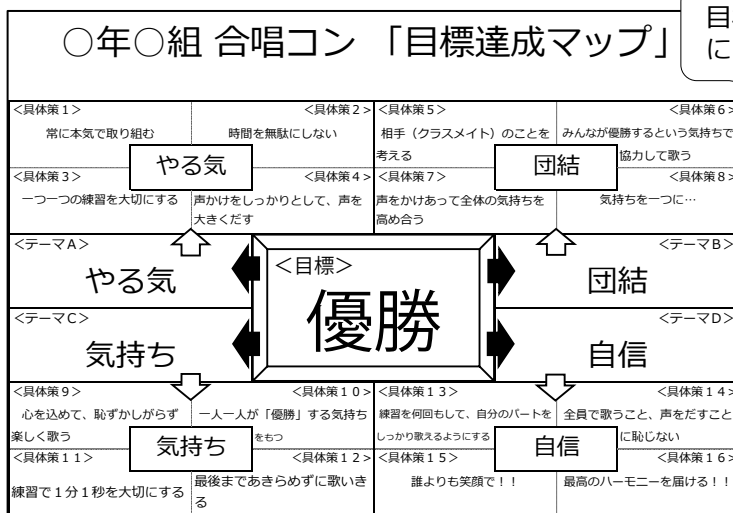 ○年○組 合唱コン 「目標達成マップ」
に
<具体策1>
常に本気で取り組む
<具体策2>
時間を無駄にしない
<具体策3>
一つ一つの練習を大切にする
<具体策4>
声かけをしっかりとして、声を
大きくだす
やる気
<具体策5>
相手(クラスメイト)のことを
考える
<具体策6>
みんなが優勝するという気持ちで
協力して歌う
<具体策7>
声をかけあって全体の気持ちを
高め合う
<具体策8>
気持ちを一つに…
団結
<テーマA>
やる気
<目標>
優勝
<テーマB>
団結
<テーマC>
気持ち
<テーマD>
自信
<具体策9>
心を込めて、恥ずかしがらず
楽しく歌う
<具体策10>
一人一人が「優勝」する気持ち
をもつ
<具体策11>
練習で1分1秒を大切にする
<具体策12>
最後まであきらめずに歌いき
る
気持ち
<具体策13>
練習を何回もして、自分のパートを
しっかり歌えるようにする
<具体策14>
全員で歌うこと、声をだすこと
に恥じない
<具体策15>
誰よりも笑顔で!!
<具体策16>
最高のハーモニーを届ける!!
自信